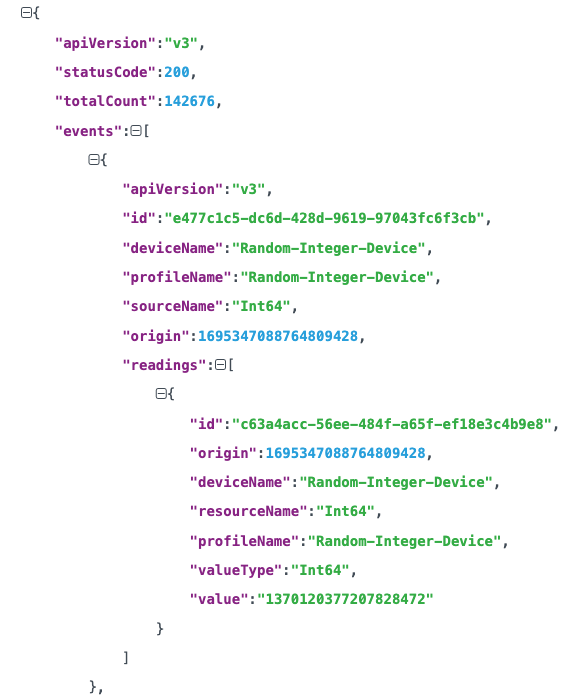 {
"apiVersion":"v3",
"statusCode":200,
"totalCount":142676,
"events":[
{
"apiVersion":"v3",
"id":"e477c1c5-dc6d-428d-9619-97043fc6f3cb",
"deviceName":"Random-Integer-Device",
"profileName":"Random-Integer-Device",
"sourceName":"Int64",
"origin":1695347088764809428,
"readings":[
{
"id":"c63a4acc-56ee-484f-a65f-ef18e3c4b9e8",
"origin":1695347088764809428,
"deviceName":"Random-Integer-Device",
"resourceName":"Int64",
"profileName":"Random-Integer-Device",
"valueType":"Int64",
"value":"1370120377207828472"
}
]
},